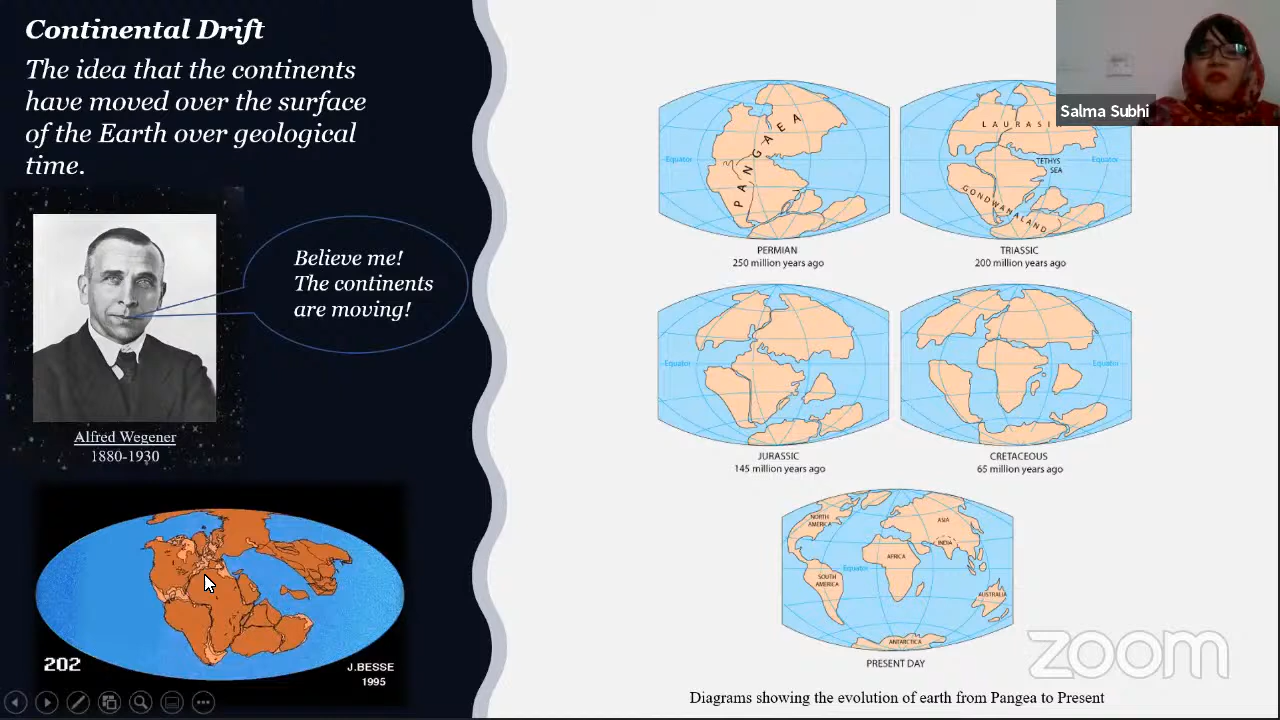 Continental Drift
The idea that the continents
have moved over the surface
of the Earth over geological
time.
Believe me!
The continents
are moving!
Alfred Wegener
1880-1930
202
J.BESSE
1995
PANGAEA
Equator
PERMIAN
250 million years ago
LAURASI
TETHYS
SEA
Equator
GONDWANALAND
TRIASSIC
200 million years ago
Equator
JURASSIC
145 million years ago
Equator
CRETACEOUS
65 million years ago
NORTH
AMERICA
ASIA
INDIA
AFRICA
Equator
SOUTH
AMERICA
AUSTRALIA
ANTARCTICA
PRESENT DAY
Diagrams showing the evolution of earth from Pangea to Present
Salma Subhi
zoom